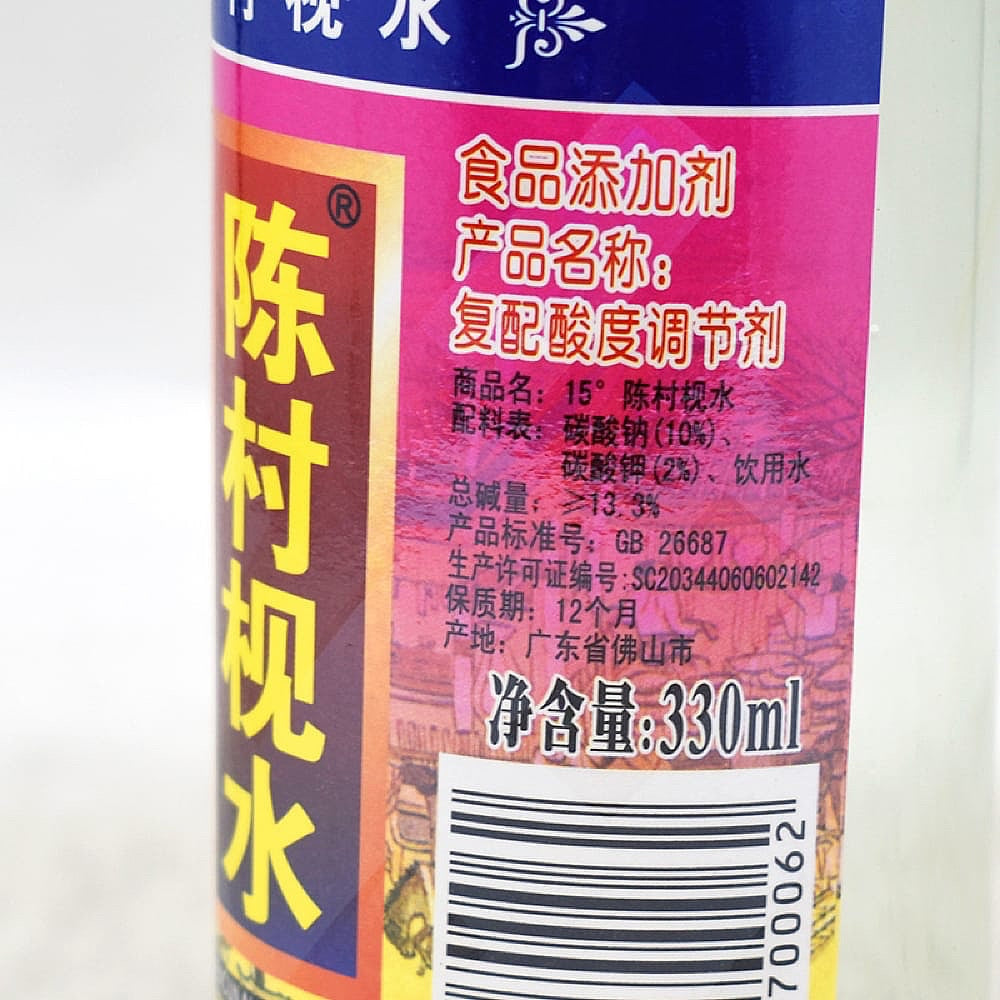 村枧水
陈村枧水®
食品添加剂
产品名称：
复配酸度调节剂
商品名：15°陈村枧水
配料表：碳酸钠(10%)、
碳酸钾(2%)、饮用水
总碱量：≥13.3%
产品标准号：GB 26687
生产许可证编号:SC20344060602142
保质期：12个月
产地：广东省佛山市
净含量:330ml
700062